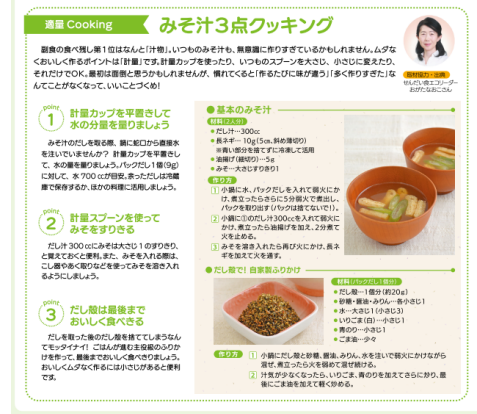 適量 Cooking
みそ汁3点クッキング
副食の食べ残し第1位はなんと「汁物」。いつものみそ汁も、無意識に作りすぎているかもしれません。ムダな
くおいしく作るポイントは「計量」です。計量カップを使ったり、いつものスプーンを大さじ、小さじに変えたり、
それだけでOK。最初は面倒と思うかもしれませんが、慣れてくると「作るたびに味が違う」「多く作りすぎた」な
んてことがなくなって、いいことづくめ!
取材協力・出典
せんだい食エコリーダー
おがたなおこさん
point
1
計量カップを平置きして
水の分量を量りましょう
みそ汁のだしを取る際、鍋に蛇口から直接水
を注いでいませんか? 計量カップを平置きし
て、水の量を量りましょう。パックだし1個(9g)
に対して、水700ccが目安。余っただしは冷蔵
庫で保存するか、ほかの料理に活用しましょう。
point
2
計量スプーンを使って
みそをすりきる
だし汁300ccにみそは大さじ1のすりきり、
と覚えておくと便利。また、みそを入れる際は、
こし器やあく取りなどを使ってみそを溶き入れ
るようにしましょう。
point
3
だし殻は最後まで
おいしく食べきる
だしを取った後のだし殻を捨ててしまうなん
てモッタイナイ! ごはんが進む主役級のふりか
けを作って、最後までおいしく食べきりましょう。
おいしくムダなく作るには小さじがあると便利
です。
基本のみそ汁
材料(2人分)
●だし汁…300cc
●長ネギ…10g(5cm、斜め薄切り)
※青い部分を捨てずに冷凍して活用
●油揚げ(細切り)…5g
●みそ…大さじすりきり1
作り方
1 小鍋に水、パックだしを入れて弱火にか
け、煮立ったらさらに5分弱火で煮出し、
パックを取り出す(パックは捨てないで!)。
2 小鍋に①のだし汁300ccを入れて弱火に
かけ、煮立ったら油揚げを加え、2分煮て
火を止める。
3 みそを溶き入れたら再び火にかけ、長ネ
ギを加えて火を通す。
だし殻で! 自家製ふりかけ
材料(パックだし1個分)
●だし殻…1個分(約20g)
●砂糖・醤油・みりん…各小さじ1
●水…大さじ1(小さじ3)
●いりごま(白)…小さじ1
●青のり…小さじ1
●ごま油…少々
作り方
1 小鍋にだし殻と砂糖、醤油、みりん、水を注いで弱火にかけながら
混ぜ、煮立ったら火を弱めて混ぜ続ける。
2 汁気が少なくなったら、いりごま、青のりを加えてさらに炒り、最
後にごま油を加えて軽く炒める。